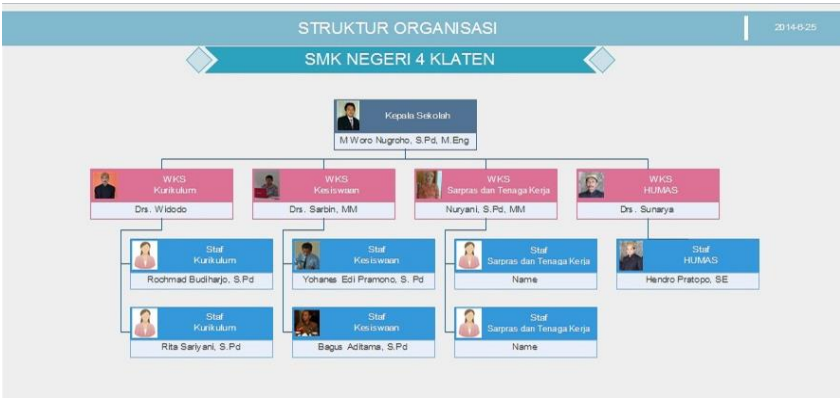 STRUKTUR ORGANISASI
2014-6-25
SMK NEGERI 4 KLATEN
Kepala Sekolah
M Woro Nugroho, S.Pd, M.Eng
WKS
Kurikulum
Drs. Widodo
WKS
Kesiswaan
Drs. Sarbin, MM
WKS
Sarpras dan Tenaga Kerja
Nuryani, S.Pd, MM
WKS
HUMAS
Drs. Sunarya
Staf
Kurikulum
Rochmad Budiharjo, S.Pd
Staf
Kesiswaan
Yohanes Edi Pramono, S. Pd
Staf
Sarpras dan Tenaga Kerja
Name
Staf
HUMAS
Hendro Pratopo, SE
Staf
Kurikulum
Rita Sariyani, S.Pd
Staf
Kesiswaan
Bagus Aditama, S.Pd
Staf
Sarpras dan Tenaga Kerja
Name